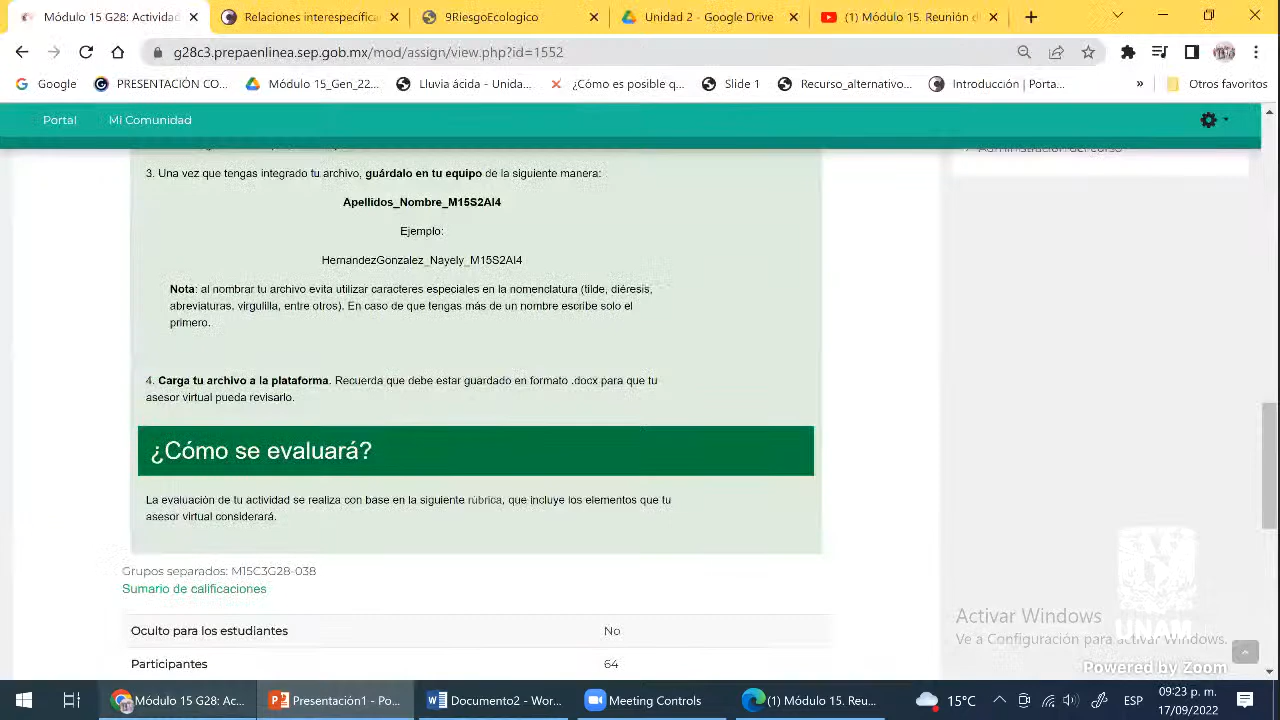 Módulo 15 G28: Actividad
Relaciones interespecífica
9RiesgoEcologico
Unidad 2 - Google Drive
(1) Módulo 15. Reunión d
g28c3.prepaenlinea.sep.gob.mx/mod/assign/view.php?id=1552
Google
PRESENTACIÓN CO...
Módulo 15_Gen_22...
Lluvia ácida - Unida...
¿Cómo es posible q...
Slide 1
Recurso_alternativo...
Introducción | Porta...
»
Otros favoritos
Portal
Mi Comunidad
Administración del curso
3. Una vez que tengas integrado tu archivo, guárdalo en tu equipo de la siguiente manera:
Apellidos_Nombre_M15S2AI4
Ejemplo:
HernandezGonzalez_Nayely_M15S2AI4
Nota: al nombrar tu archivo evita utilizar caracteres especiales en la nomenclatura (tilde, diéresis,
abreviaturas, virgulilla, entre otros). En caso de que tengas más de un nombre escribe solo el
primero.
4. Carga tu archivo a la plataforma. Recuerda que debe estar guardado en formato .docx para que tu
asesor virtual pueda revisarlo.
¿Cómo se evaluará?
La evaluación de tu actividad se realiza con base en la siguiente rúbrica, que incluye los elementos que tu
asesor virtual considerará.
Grupos separados: M15C3G28-038
Sumario de calificaciones
Oculto para los estudiantes No
Participantes 64
UNAM
Activar Windows
Ve a Configuración para activar Windows.
Powered by Zoom
Módulo 15 G28: Ac...
Presentación1 - Po...
Documento2 - Wor...
Meeting Controls
(1) Módulo 15. Reu...
15°C
ESP
09:23 p. m.
17/09/2022